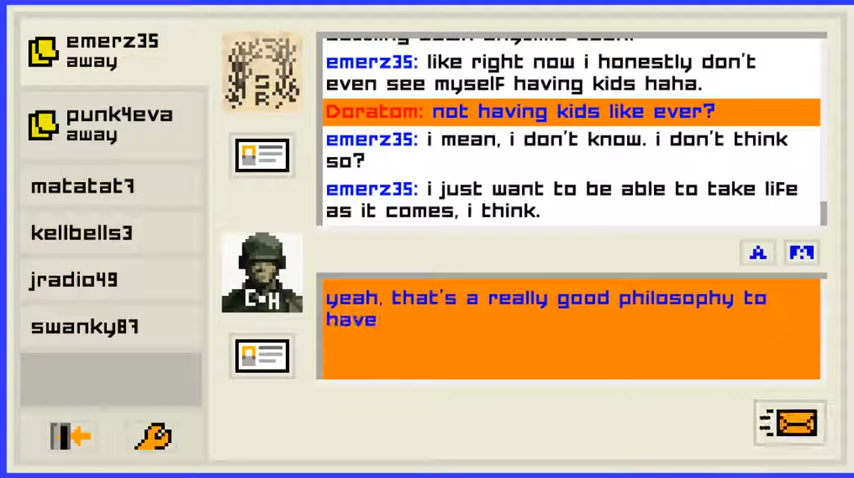 emerz35
away
punk4eva
away
matatat7
kellbells3
jradio49
swanky87
emerz35: like right now i honestly don't
even see myself having kids haha.
Doratom: not having kids like ever?
emerz35: i mean, i don't know. i don't think
so?
emerz35: i just want to be able to take life
as it comes, i think.
A
yeah, that's a really good philosophy to
have
C+H